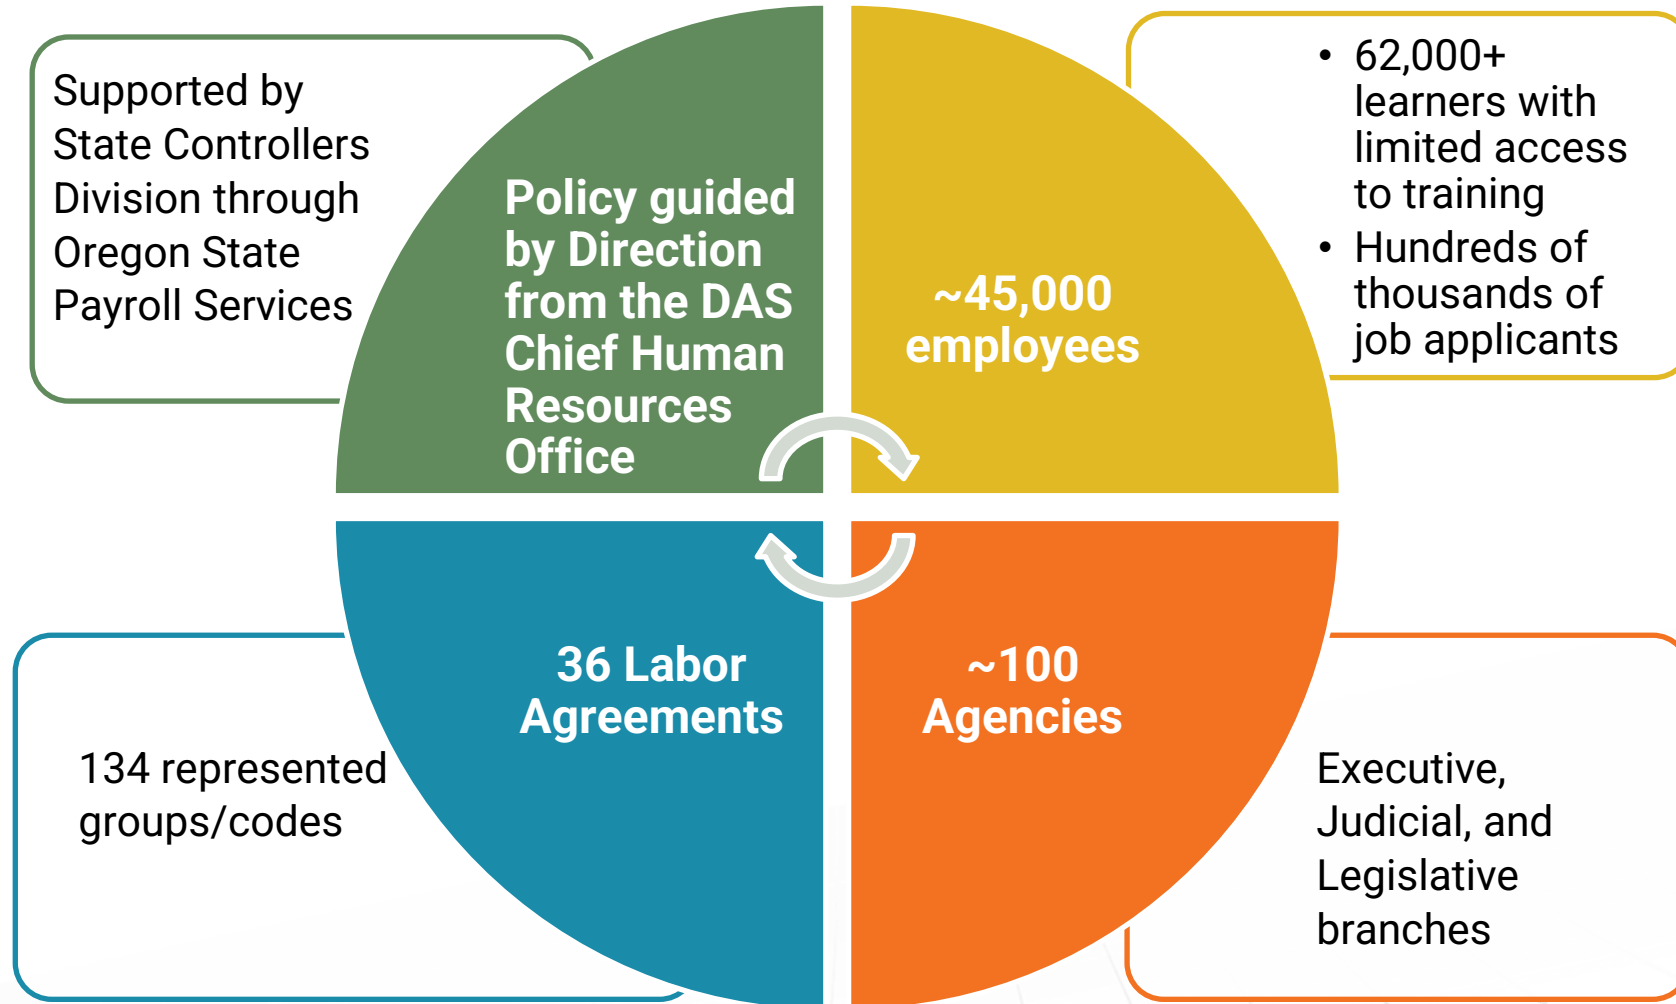 Supported by
State Controllers
Division through
Oregon State
Payroll Services
Policy guided
by Direction
from the DAS
Chief Human
Resources
Office
~45,000
employees
• 62,000+
learners with
limited access
to training
• Hundreds of
thousands of
job applicants
134 represented
groups/codes
36 Labor
Agreements
~100
Agencies
Executive,
Judicial, and
Legislative
branches